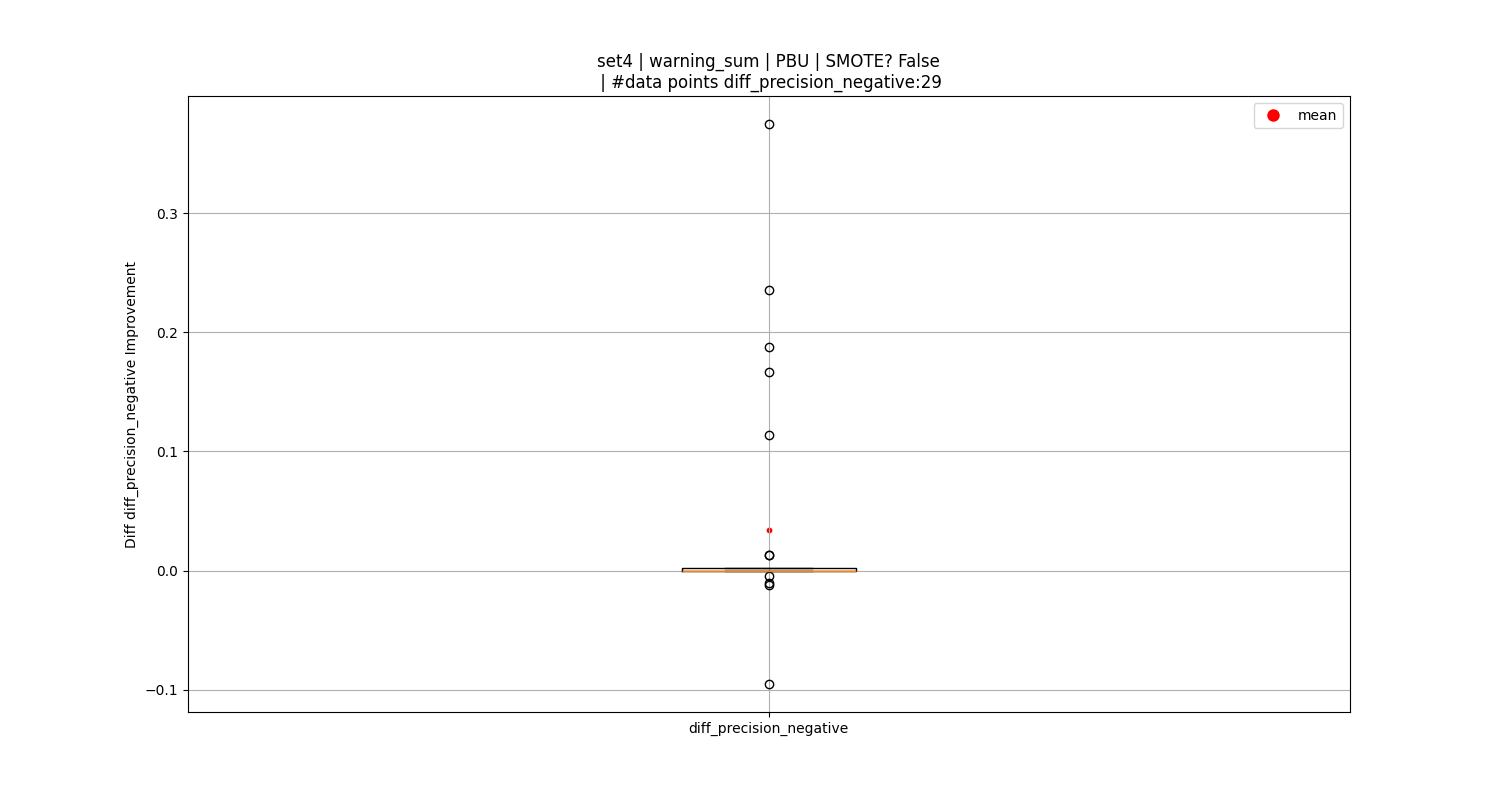 set4 | warning_sum | PBU | SMOTE? False
| #data points diff_precision_negative:29
mean
0.3
0.2
0.1
0.0
−0.1
Diff diff_precision_negative Improvement
diff_precision_negative